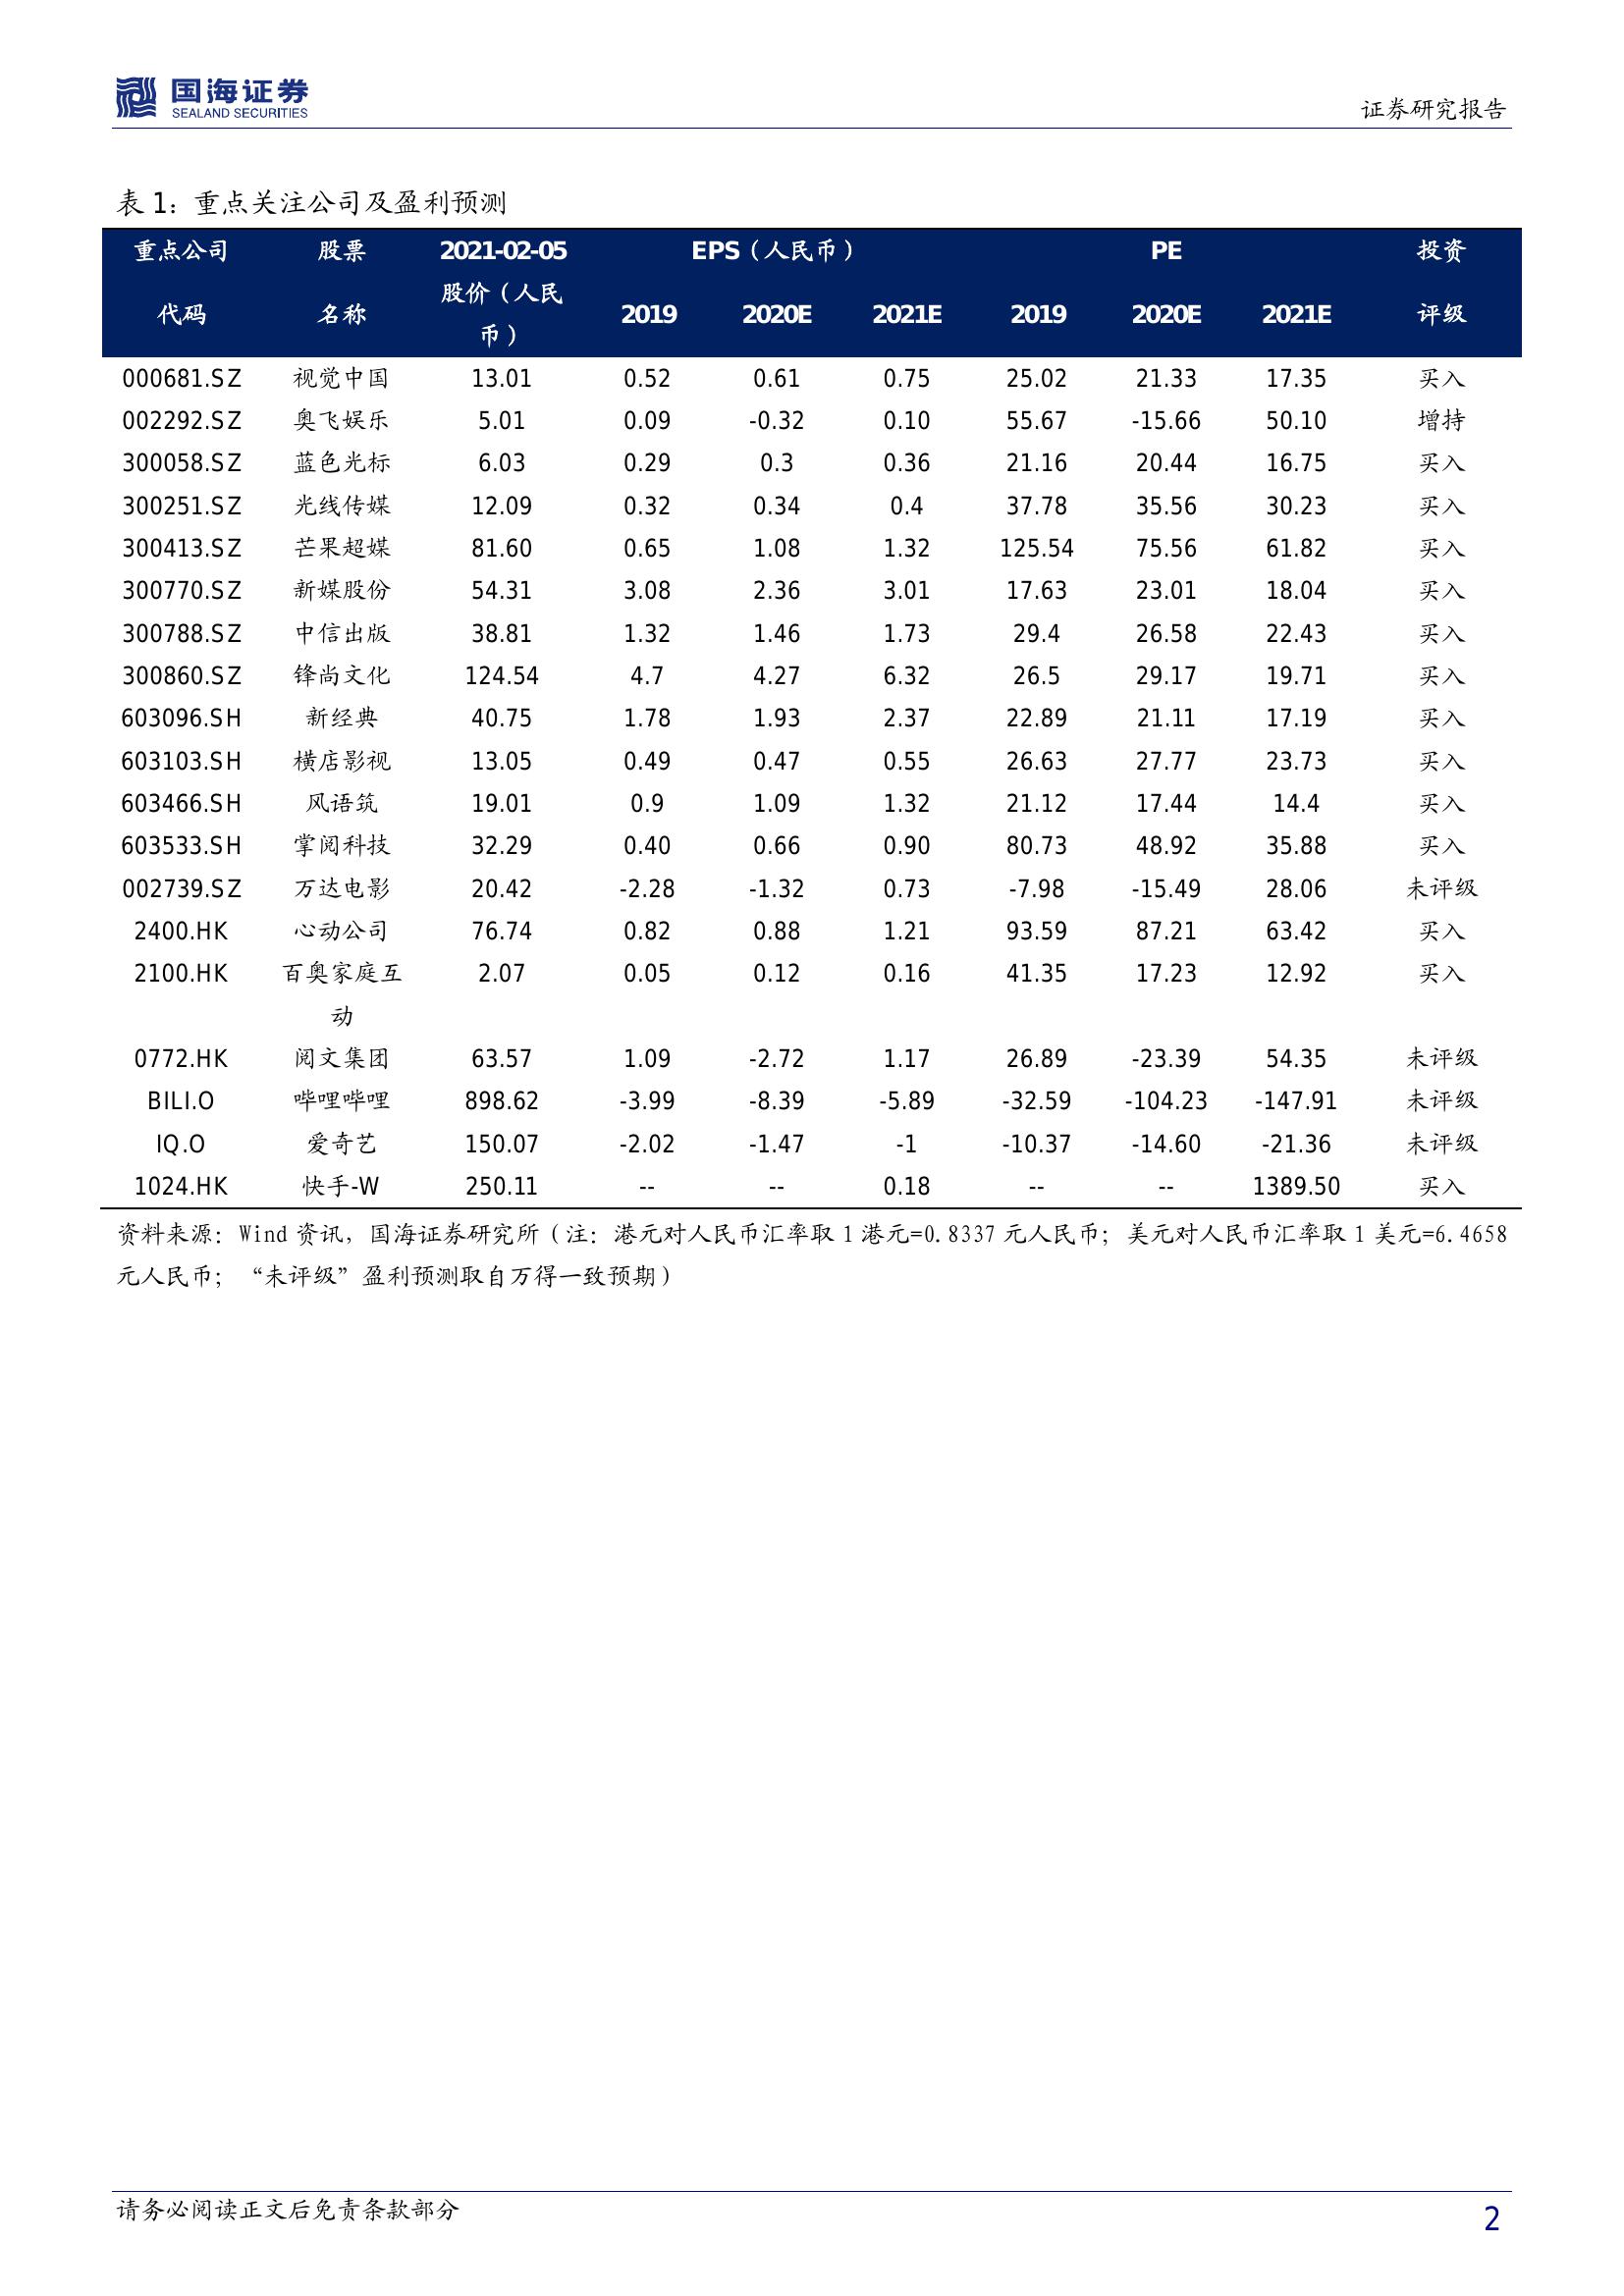 国海证券
SEALAND SECURITIES
证券研究报告
表 1：重点关注公司及盈利预测
重点公司 股票 2021-02-05 EPS（人民币） PE 投资
代码 名称 股价（人民币） 2019 2020E 2021E 2019 2020E 2021E 评级
000681.SZ 视觉中国 13.01 0.52 0.61 0.75 25.02 21.33 17.35 买入
002292.SZ 奥飞娱乐 5.01 0.09 -0.32 0.10 55.67 -15.66 50.10 增持
300058.SZ 蓝色光标 6.03 0.29 0.3 0.36 21.16 20.44 16.75 买入
300251.SZ 光线传媒 12.09 0.32 0.34 0.4 37.78 35.56 30.23 买入
300413.SZ 芒果超媒 81.60 0.65 1.08 1.32 125.54 75.56 61.82 买入
300770.SZ 新媒股份 54.31 3.08 2.36 3.01 17.63 23.01 18.04 买入
300788.SZ 中信出版 38.81 1.32 1.46 1.73 29.4 26.58 22.43 买入
300860.SZ 锋尚文化 124.54 4.7 4.27 6.32 26.5 29.17 19.71 买入
603096.SH 新经典 40.75 1.78 1.93 2.37 22.89 21.11 17.19 买入
603103.SH 横店影视 13.05 0.49 0.47 0.55 26.63 27.77 23.73 买入
603466.SH 风语筑 19.01 0.9 1.09 1.32 21.12 17.44 14.4 买入
603533.SH 掌阅科技 32.29 0.40 0.66 0.90 80.73 48.92 35.88 买入
002739.SZ 万达电影 20.42 -2.28 -1.32 0.73 -7.98 -15.49 28.06 未评级
2400.HK 心动公司 76.74 0.82 0.88 1.21 93.59 87.21 63.42 买入
2100.HK 百奥家庭互动 2.07 0.05 0.12 0.16 41.35 17.23 12.92 买入
0772.HK 阅文集团 63.57 1.09 -2.72 1.17 26.89 -23.39 54.35 未评级
BILI.O 哔哩哔哩 898.62 -3.99 -8.39 -5.89 -32.59 -104.23 -147.91 未评级
IQ.O 爱奇艺 150.07 -2.02 -1.47 -1 -10.37 -14.60 -21.36 未评级
1024.HK 快手-W 250.11 -- -- 0.18 -- -- 1389.50 买入
资料来源：Wind 资讯，国海证券研究所（注：港元对人民币汇率取 1 港元=0.8337 元人民币；美元对人民币汇率取 1 美元=6.4658
元人民币；“未评级”盈利预测取自万得一致预期）
请务必阅读正文后免责条款部分
2